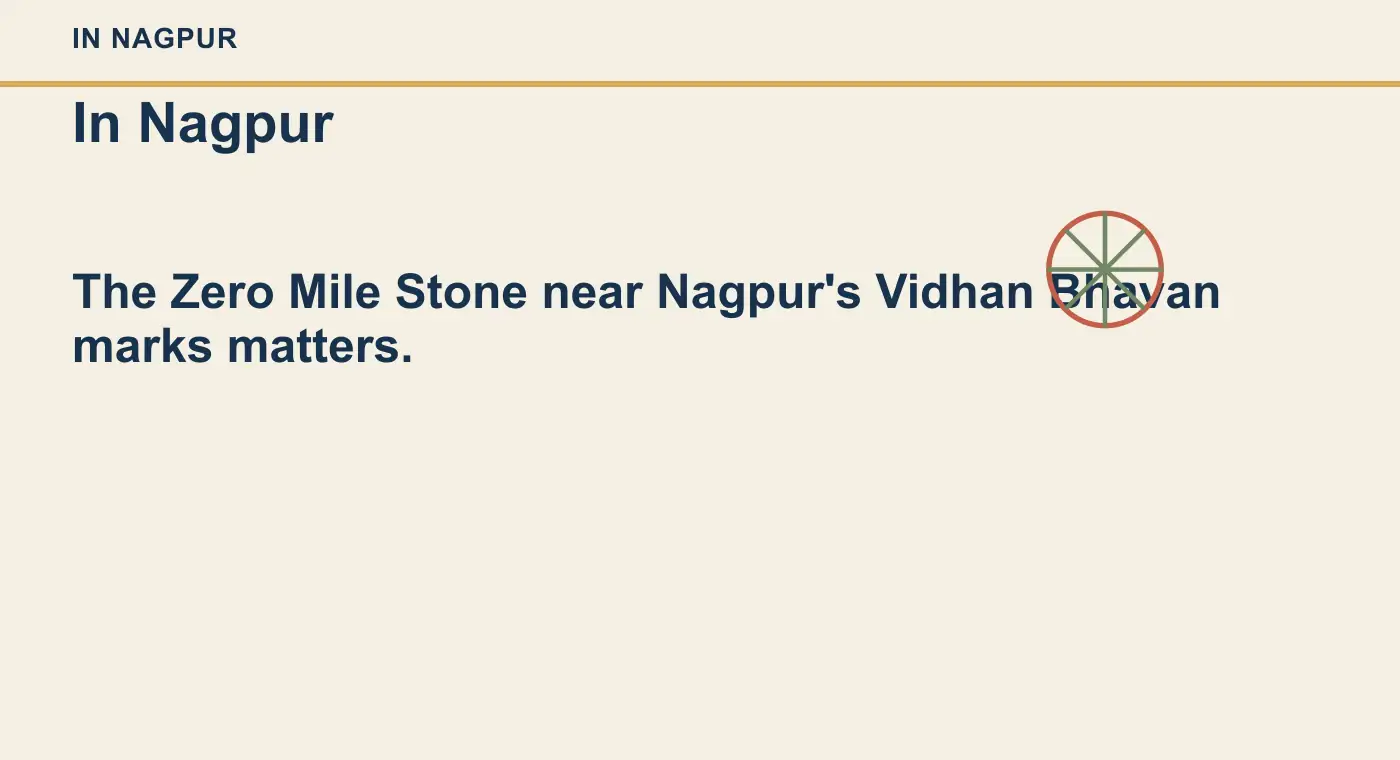 IN NAGPUR
In Nagpur
The Zero Mile Stone near Nagpur's Vidhan Bhavan
marks matters.